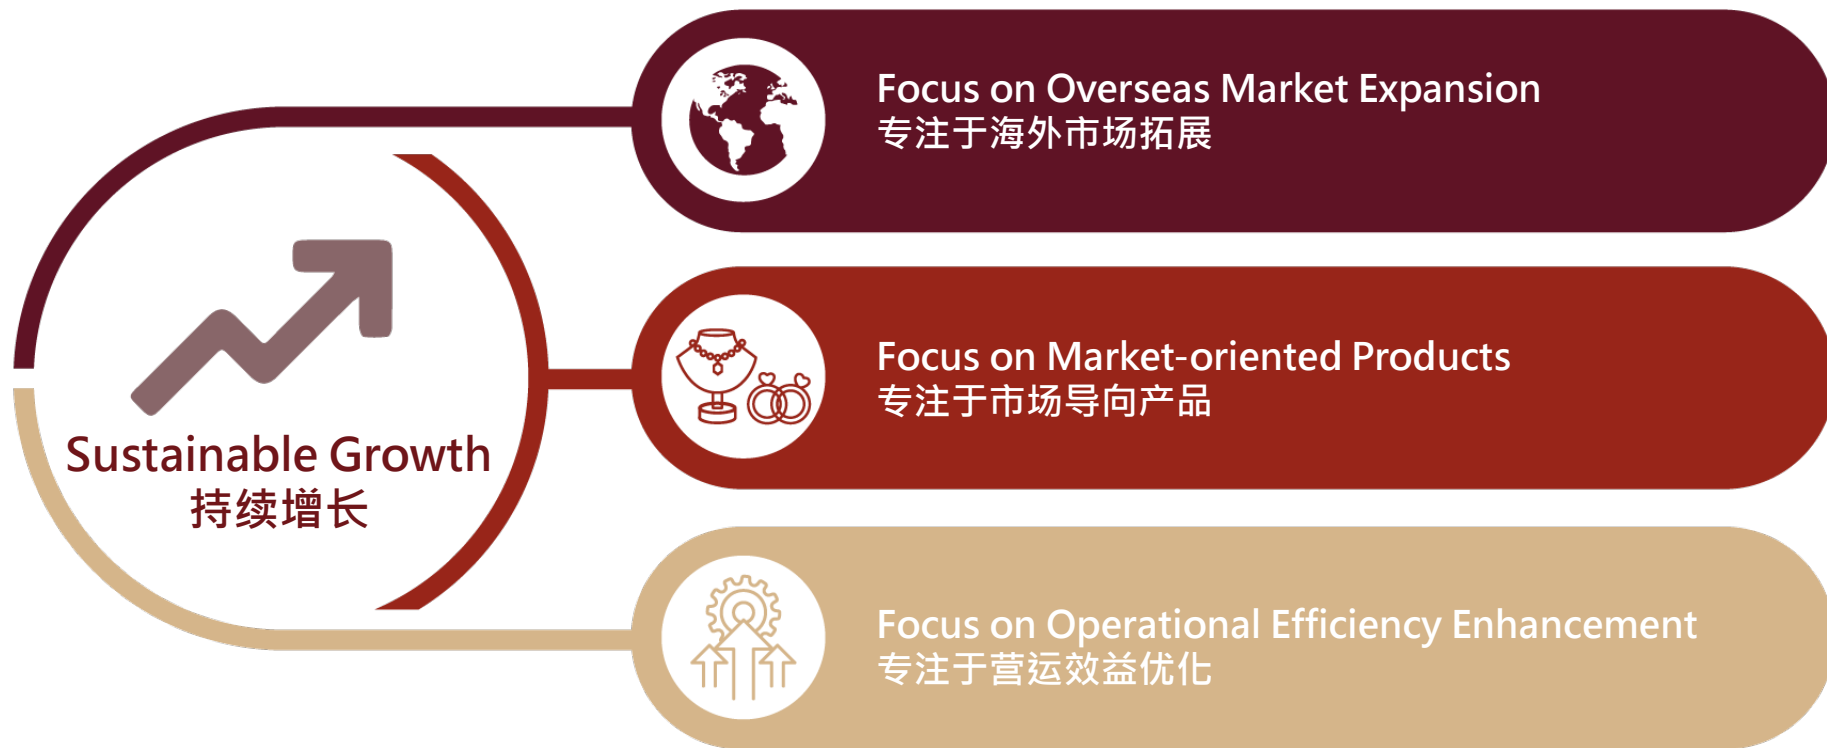 Sustainable Growth
持续增长
Focus on Overseas Market Expansion
专注于海外市场拓展
Focus on Market-oriented Products
专注于市场导向产品
Focus on Operational Efficiency Enhancement
专注于营运效益优化